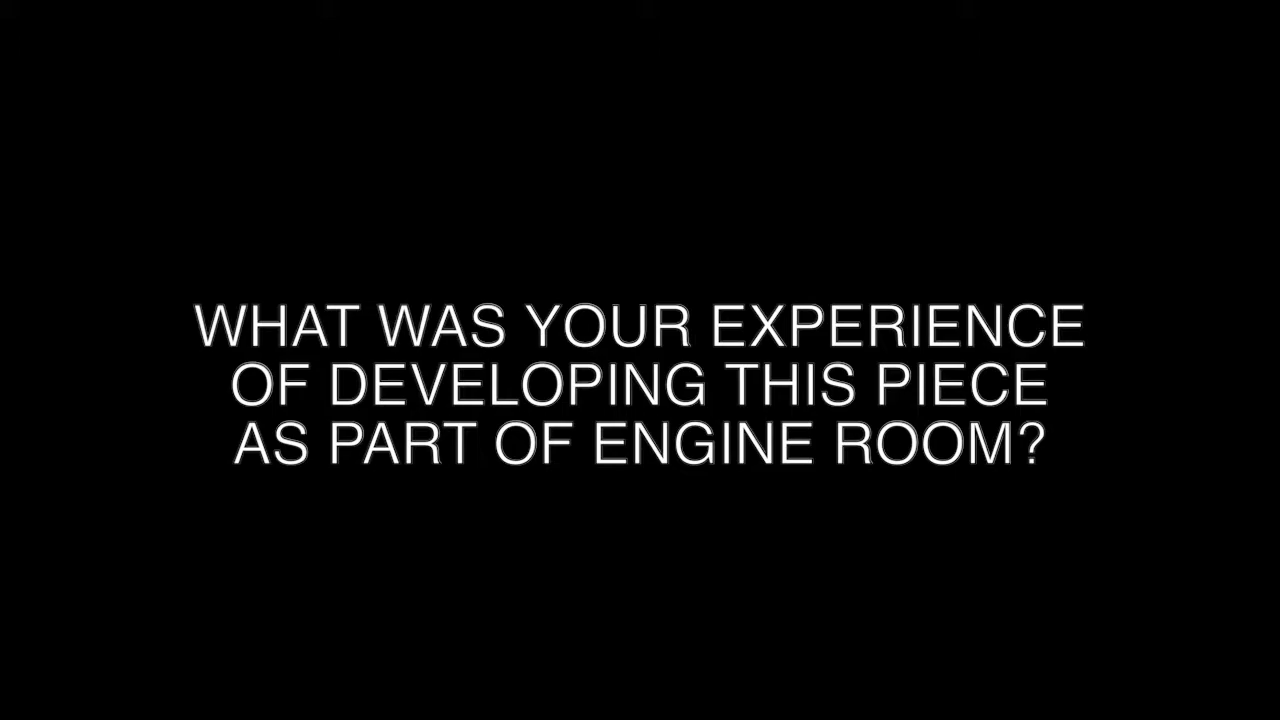 WHAT WAS YOUR EXPERIENCE
OF DEVELOPING THIS PIECE
AS PART OF ENGINE ROOM?